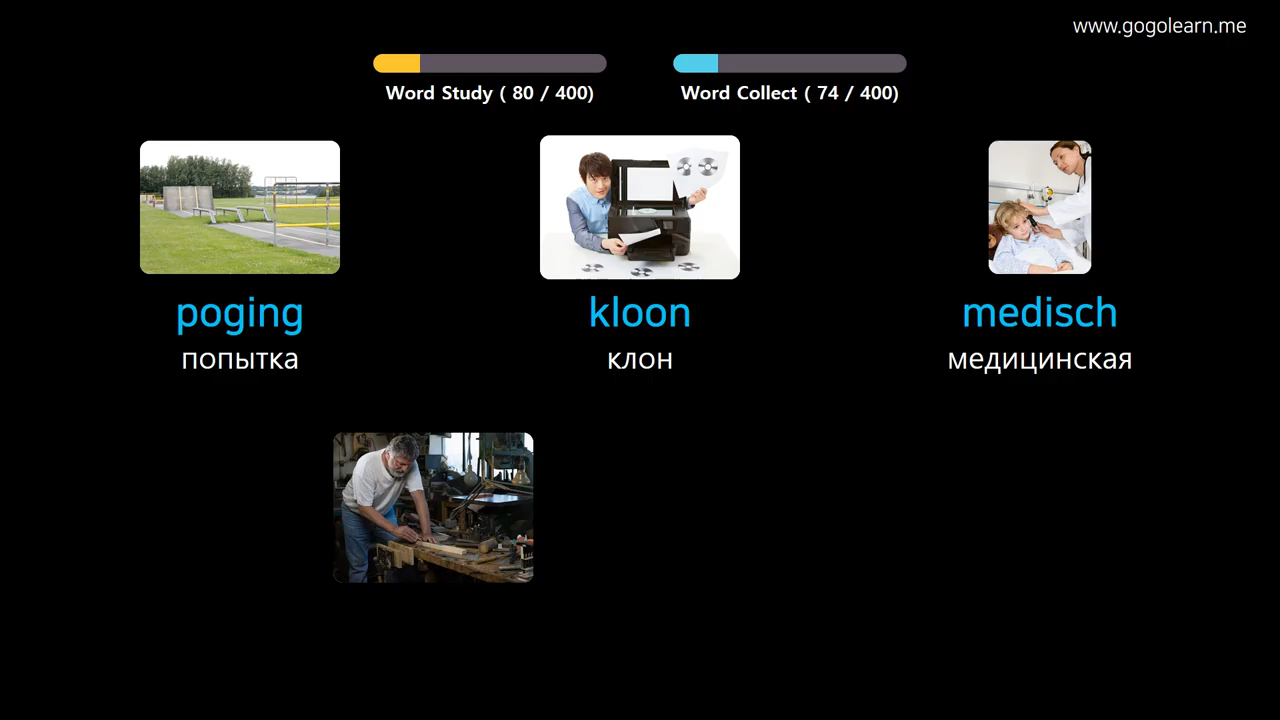 www.gogolearn.me
Word Study ( 80 / 400)
Word Collect ( 74 / 400)
poging
kloon
medisch
попытка
клон
медицинская